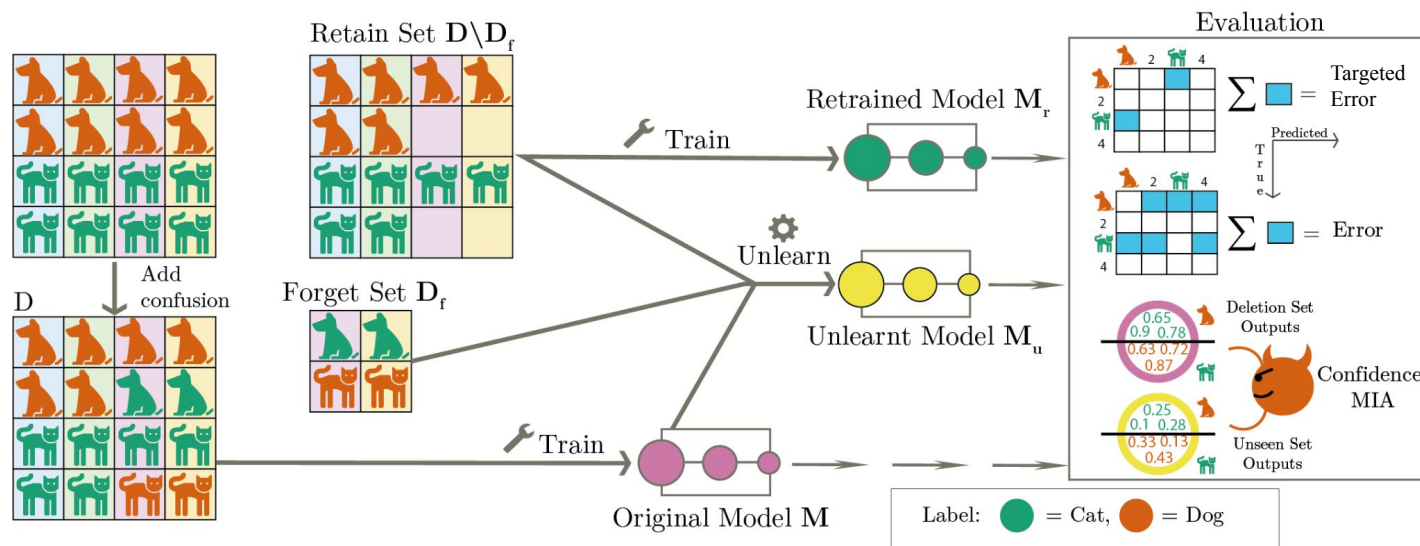 Retain Set D\D_f
Add
confusion
D
Forget Set D_f
Train
Train
Unlearn
Retrained Model M_r
Unlearnt Model M_u
Original Model M
Evaluation
2 4
2
4
∑ = Targeted
Error
Predicted
True
2 4
2
4
∑ = Error
0.65
0.9 0.78
0.63 0.72
0.87
Deletion Set
Outputs
Confidence
MIA
0.25
0.1 0.28
0.33 0.13
0.43
Unseen Set
Outputs
Label: = Cat, = Dog